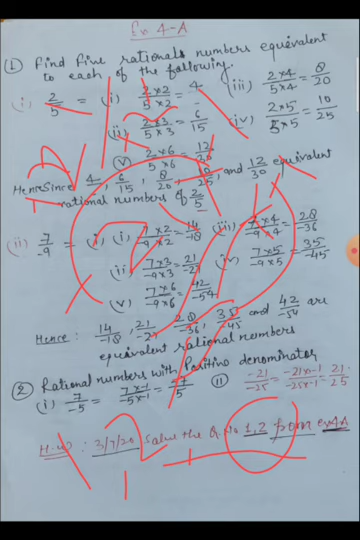 Ex 4-A
① Find Five rationals numbers equivalent
to each of the following.
(i) 2/5 = (i) 2×2/5×2 = 4 (iii) 2×4/5×4 = 8/20
(ii) 2×3/5×3 = 6/15 (iv) 2×5/5×5 = 10/25
(v) 2×6/5×6 = 12/30
Hence Since 4, 6/15, 8/20, /25, and 12/30 equivalent
rational numbers of 2/5
(ii) 7/-9 = (i) 7×2/-9×2 = 14/-18 (iii) 7×4/-9×4 = 28/-36
(ii) 7×3/-9×3 = 21/-27 (iv) 7×5/-9×5 = 35/-45
(v) 7×6/-9×6 = 42/-54
Hence: 14/-18, 21/-2, 28/-36, 35/-45 and 42/-54 are
equivalent rational numbers
② Rational numbers with Positive denominator
(i) 7/-5 = 7×-1/-5×-1 = -7/5 (ii) -21/-25 = -21×-1/-25×-1 = 21/25
H.W: 3/7/20 Solve the Q No 1,2 from ex 4A